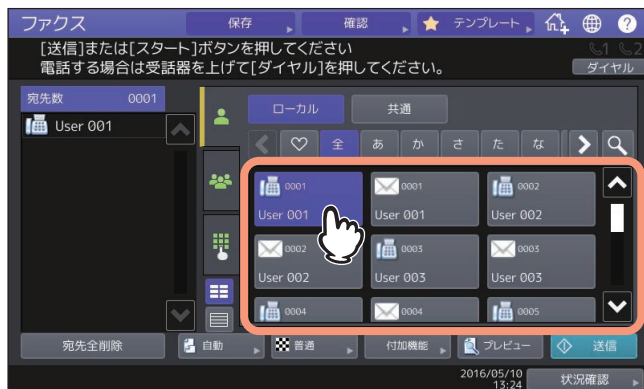 ファクス
保存
確認
テンプレート
[送信]または[スタート]ボタンを押してください
電話する場合は受話器を上げて[ダイヤル]を押してください。
1
2
ダイヤル
宛先数 0001
User 001
ローカル
共通
全
あ
か
さ
た
な
0001
User 001
0001
User 001
0002
User 002
0002
User 002
0003
User 003
0003
User 003
0004
0004
0005
宛先全削除
自動
普通
付加機能
プレビュー
送信
2016/05/10
13:24
状況確認